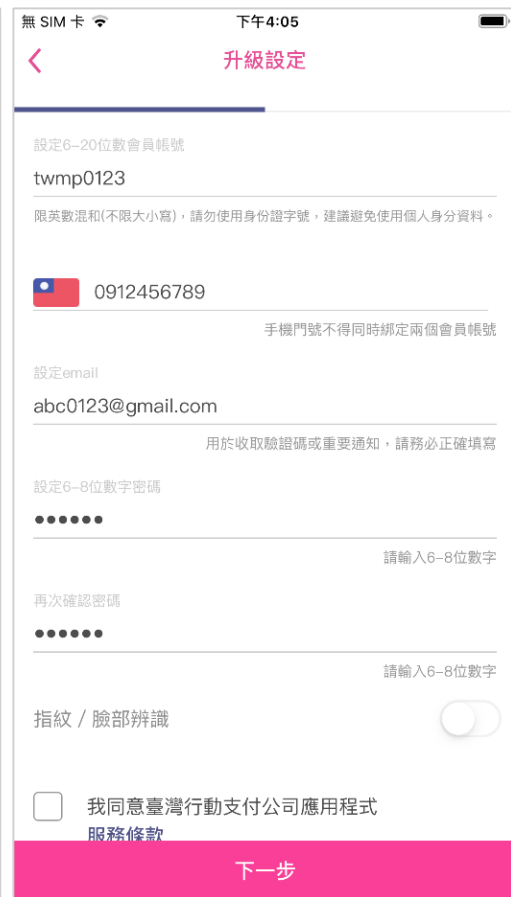 無 SIM 卡
下午4:05
升級設定
設定6-20位數會員帳號
twmp0123
限英數混和(不限大小寫)，請勿使用身份證字號，建議避免使用個人身分資料。
0912456789
手機門號不得同時綁定兩個會員帳號
設定email
abc0123@gmail.com
用於收取驗證碼或重要通知，請務必正確填寫
設定6-8位數字密碼
••••••
請輸入6-8位數字
再次確認密碼
••••••
請輸入6-8位數字
指紋 / 臉部辨識
我同意臺灣行動支付公司應用程式
服務條款
下一步